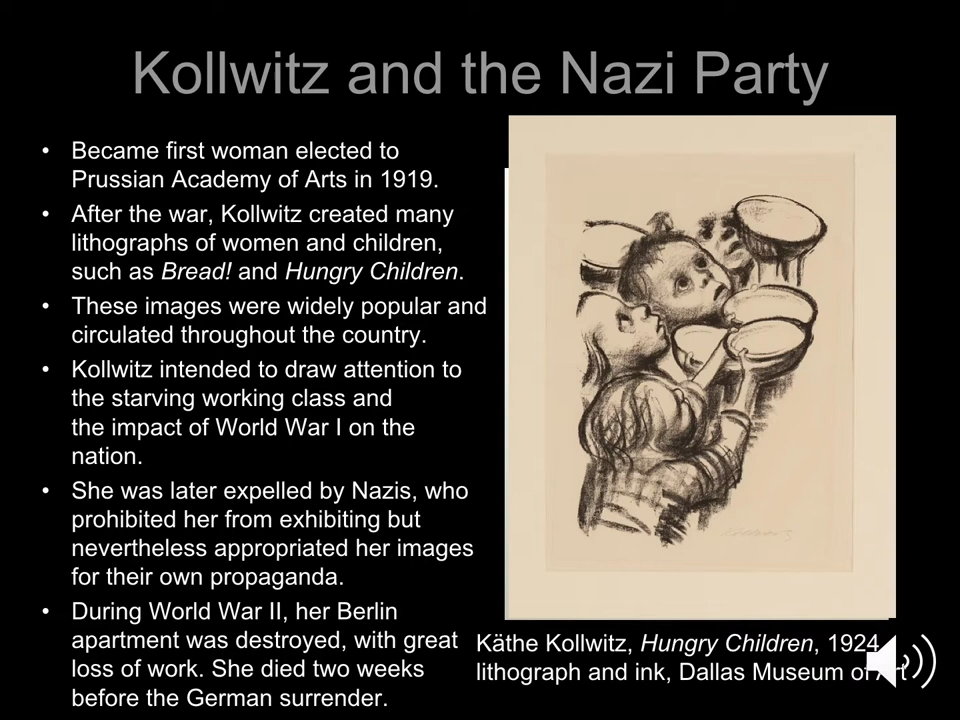 Kollwitz and the Nazi Party
• Became first woman elected to
Prussian Academy of Arts in 1919.
• After the war, Kollwitz created many
lithographs of women and children,
such as Bread! and Hungry Children.
• These images were widely popular and
circulated throughout the country.
• Kollwitz intended to draw attention to
the starving working class and
the impact of World War I on the
nation.
• She was later expelled by Nazis, who
prohibited her from exhibiting but
nevertheless appropriated her images
for their own propaganda.
• During World War II, her Berlin
apartment was destroyed, with great
loss of work. She died two weeks
before the German surrender.
Käthe Kollwitz, Hungry Children, 1924
lithograph and ink, Dallas Museum of Art